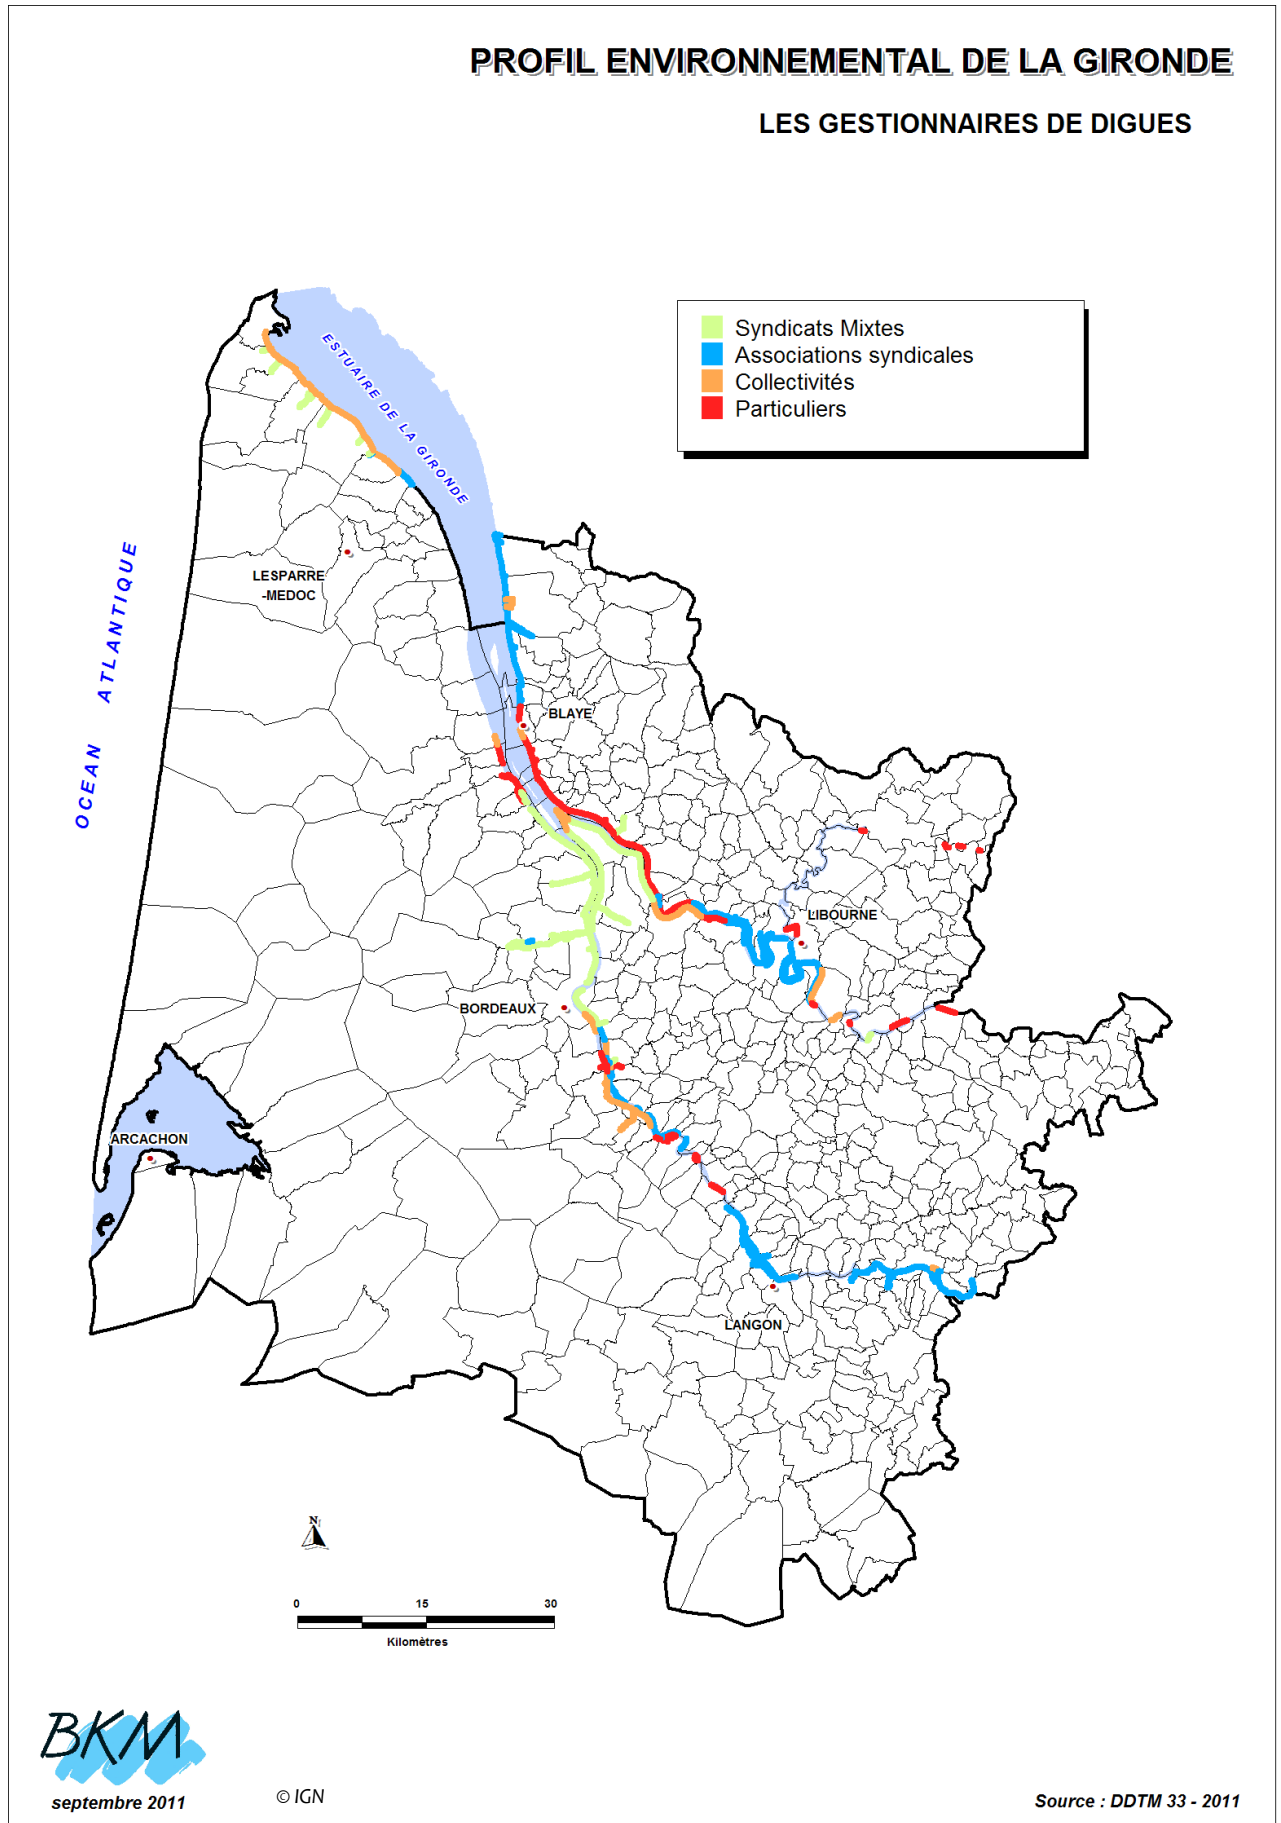 PROFIL ENVIRONNEMENTAL DE LA GIRONDE
LES GESTIONNAIRES DE DIGUES
Syndicats Mixtes
Associations syndicales
Collectivités
Particuliers
ESTUAIRE DE LA GIRONDE
OCEAN ATLANTIQUE
LESPARRE
-MEDOC
BLAYE
LIBOURNE
BORDEAUX
ARCACHON
LANGON
N
0 15 30
Kilomètres
BKM
septembre 2011
© IGN
Source : DDTM 33 - 2011